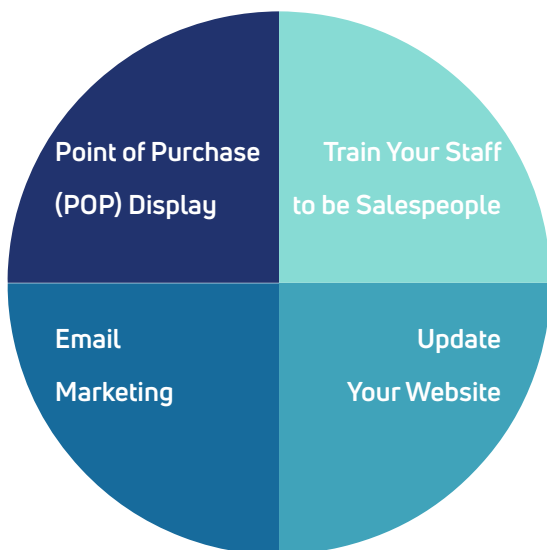 Point of Purchase
(POP) Display
Train Your Staff
to be Salespeople
Email
Marketing
Update
Your Website